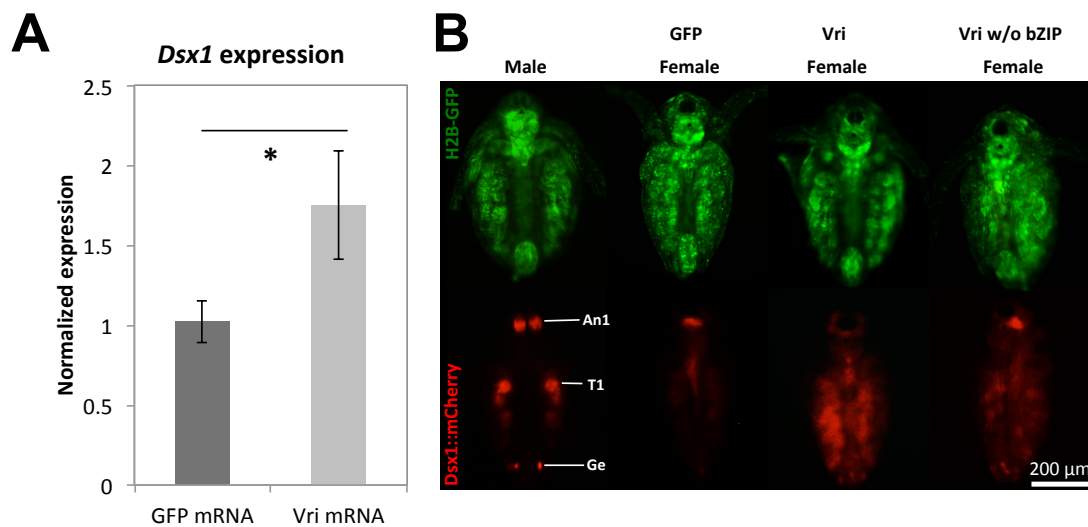 A
Dsx1 expression
Normalized expression
2.5
2
1.5
1
0.5
0
*
GFP mRNA
Vri mRNA
B
Male
GFP
Female
Vri
Female
Vri w/o bZIP
Female
H2B-GFP
Dsx1::mCherry
An1
T1
Ge
200 µm